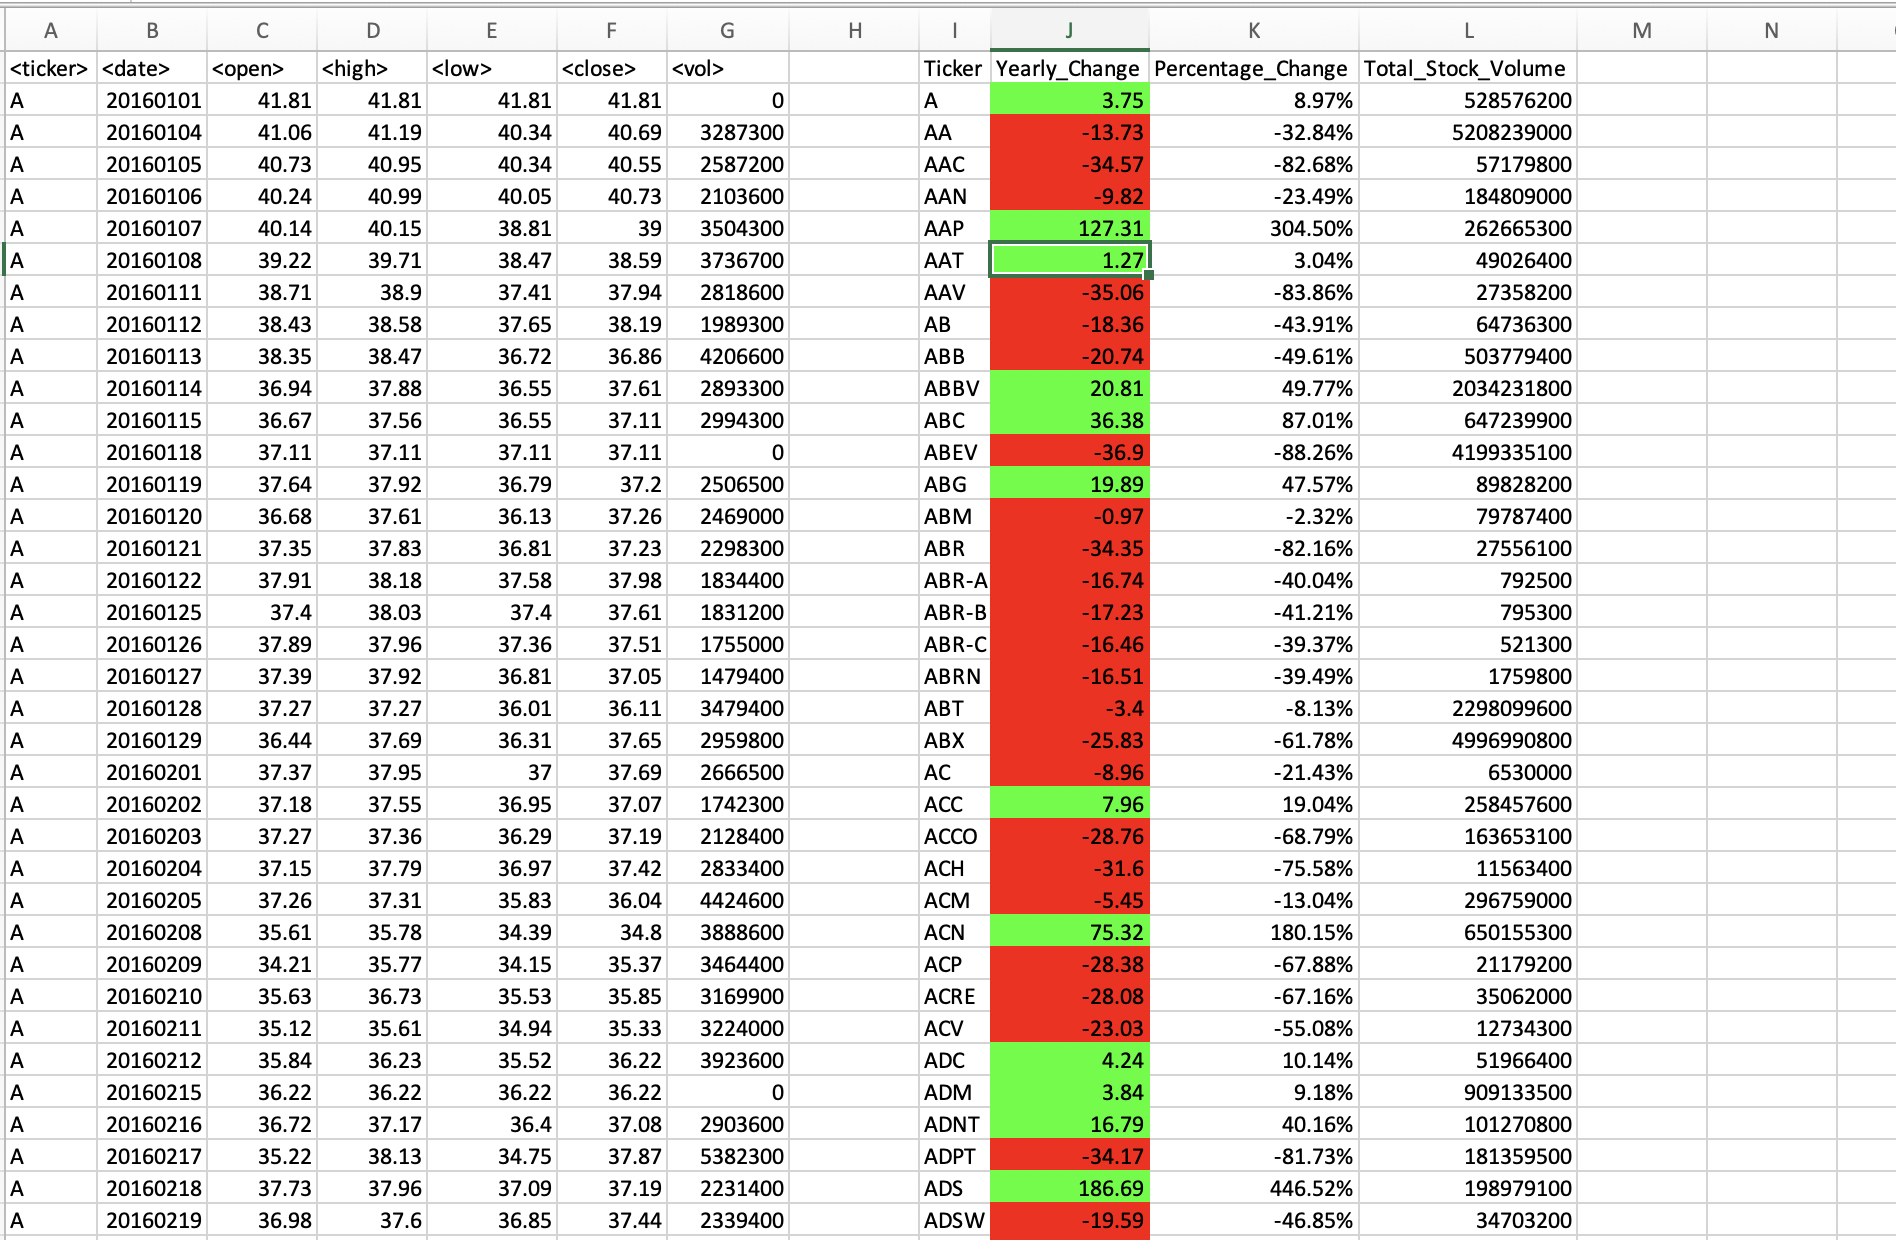 A B C D E F G H I J K L M N
<ticker> <date> <open> <high> <low> <close> <vol> Ticker Yearly_Change Percentage_Change Total_Stock_Volume
A 20160101 41.81 41.81 41.81 41.81 0 A 3.75 8.97% 528576200
A 20160104 41.06 41.19 40.34 40.69 3287300 AA -13.73 -32.84% 5208239000
A 20160105 40.73 40.95 40.34 40.55 2587200 AAC -34.57 -82.68% 57179800
A 20160106 40.24 40.99 40.05 40.73 2103600 AAN -9.82 -23.49% 184809000
A 20160107 40.14 40.15 38.81 39 3504300 AAP 127.31 304.50% 262665300
A 20160108 39.22 39.71 38.47 38.59 3736700 AAT 1.27 3.04% 49026400
A 20160111 38.71 38.9 37.41 37.94 2818600 AAV -35.06 -83.86% 27358200
A 20160112 38.43 38.58 37.65 38.19 1989300 AB -18.36 -43.91% 64736300
A 20160113 38.35 38.47 36.72 36.86 4206600 ABB -20.74 -49.61% 503779400
A 20160114 36.94 37.88 36.55 37.61 2893300 ABBV 20.81 49.77% 2034231800
A 20160115 36.67 37.56 36.55 37.11 2994300 ABC 36.38 87.01% 647239900
A 20160118 37.11 37.11 37.11 37.11 0 ABEV -36.9 -88.26% 4199335100
A 20160119 37.64 37.92 36.79 37.2 2506500 ABG 19.89 47.57% 89828200
A 20160120 36.68 37.61 36.13 37.26 2469000 ABM -0.97 -2.32% 79787400
A 20160121 37.35 37.83 36.81 37.23 2298300 ABR -34.35 -82.16% 27556100
A 20160122 37.91 38.18 37.58 37.98 1834400 ABR-A -16.74 -40.04% 792500
A 20160125 37.4 38.03 37.4 37.61 1831200 ABR-B -17.23 -41.21% 795300
A 20160126 37.89 37.96 37.36 37.51 1755000 ABR-C -16.46 -39.37% 521300
A 20160127 37.39 37.92 36.81 37.05 1479400 ABRN -16.51 -39.49% 1759800
A 20160128 37.27 37.27 36.01 36.11 3479400 ABT -3.4 -8.13% 2298099600
A 20160129 36.44 37.69 36.31 37.65 2959800 ABX -25.83 -61.78% 4996990800
A 20160201 37.37 37.95 37 37.69 2666500 AC -8.96 -21.43% 6530000
A 20160202 37.18 37.55 36.95 37.07 1742300 ACC 7.96 19.04% 258457600
A 20160203 37.27 37.36 36.29 37.19 2128400 ACCO -28.76 -68.79% 163653100
A 20160204 37.15 37.79 36.97 37.42 2833400 ACH -31.6 -75.58% 11563400
A 20160205 37.26 37.31 35.83 36.04 4424600 ACM -5.45 -13.04% 296759000
A 20160208 35.61 35.78 34.39 34.8 3888600 ACN 75.32 180.15% 650155300
A 20160209 34.21 35.77 34.15 35.37 3464400 ACP -28.38 -67.88% 21179200
A 20160210 35.63 36.73 35.53 35.85 3169900 ACRE -28.08 -67.16% 35062000
A 20160211 35.12 35.61 34.94 35.33 3224000 ACV -23.03 -55.08% 12734300
A 20160212 35.84 36.23 35.52 36.22 3923600 ADC 4.24 10.14% 51966400
A 20160215 36.22 36.22 36.22 36.22 0 ADM 3.84 9.18% 909133500
A 20160216 36.72 37.17 36.4 37.08 2903600 ADNT 16.79 40.16% 101270800
A 20160217 35.22 38.13 34.75 37.87 5382300 ADPT -34.17 -81.73% 181359500
A 20160218 37.73 37.96 37.09 37.19 2231400 ADS 186.69 446.52% 198979100
A 20160219 36.98 37.6 36.85 37.44 2339400 ADSW -19.59 -46.85% 34703200